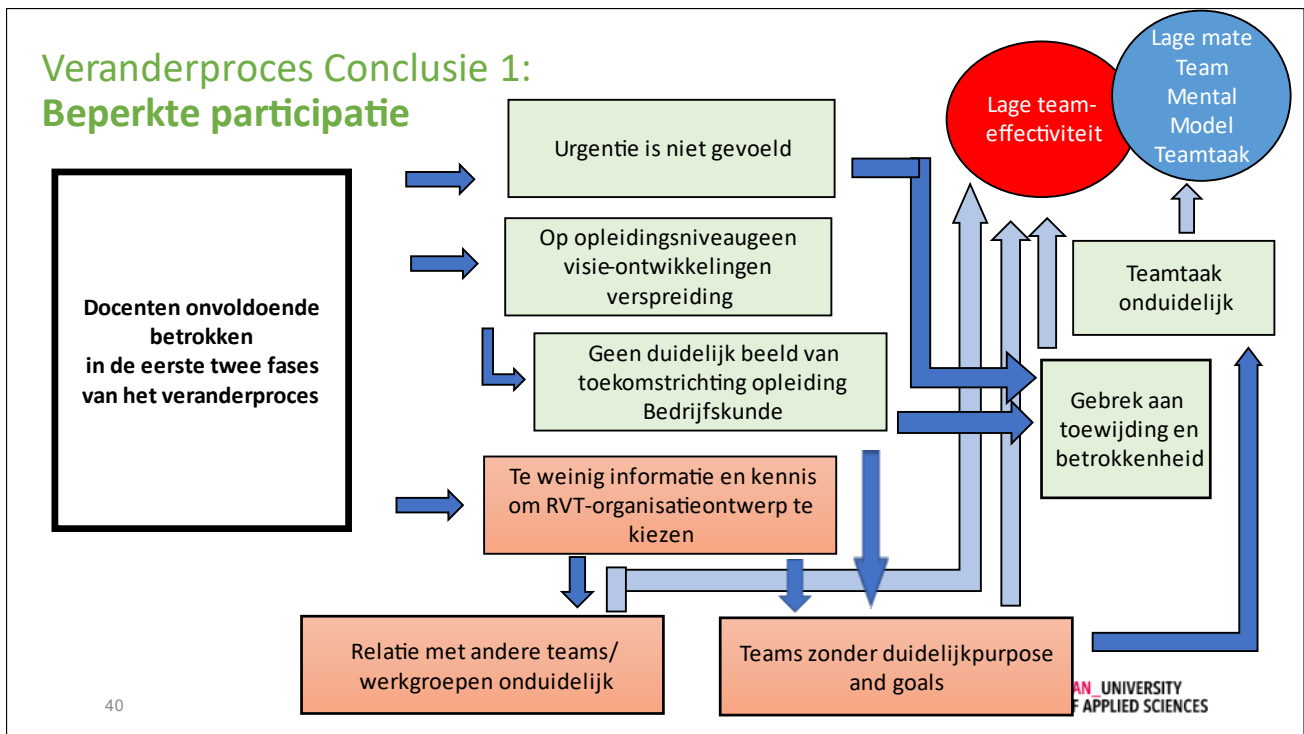 Veranderproces Conclusie 1:
Beperkte participatie
Docenten onvoldoende
betrokken
in de eerste twee fases
van het veranderproces
Urgentie is niet gevoeld
Op opleidingsniveaugeen
visie-ontwikkelingen
verspreiding
Geen duidelijk beeld van
toekomstrichting opleiding
Bedrijfskunde
Te weinig informatie en kennis
om RVT-organisatieontwerp te
kiezen
Relatie met andere teams/
werkgroepen onduidelijk
Teams zonder duidelijkpurpose
and goals
Lage team-
effectiviteit
Lage mate
Team
Mental
Model
Teamtaak
Teamtaak
onduidelijk
Gebrek aan
toewijding en
betrokkenheid
40
AN_UNIVERSITY
F APPLIED SCIENCES